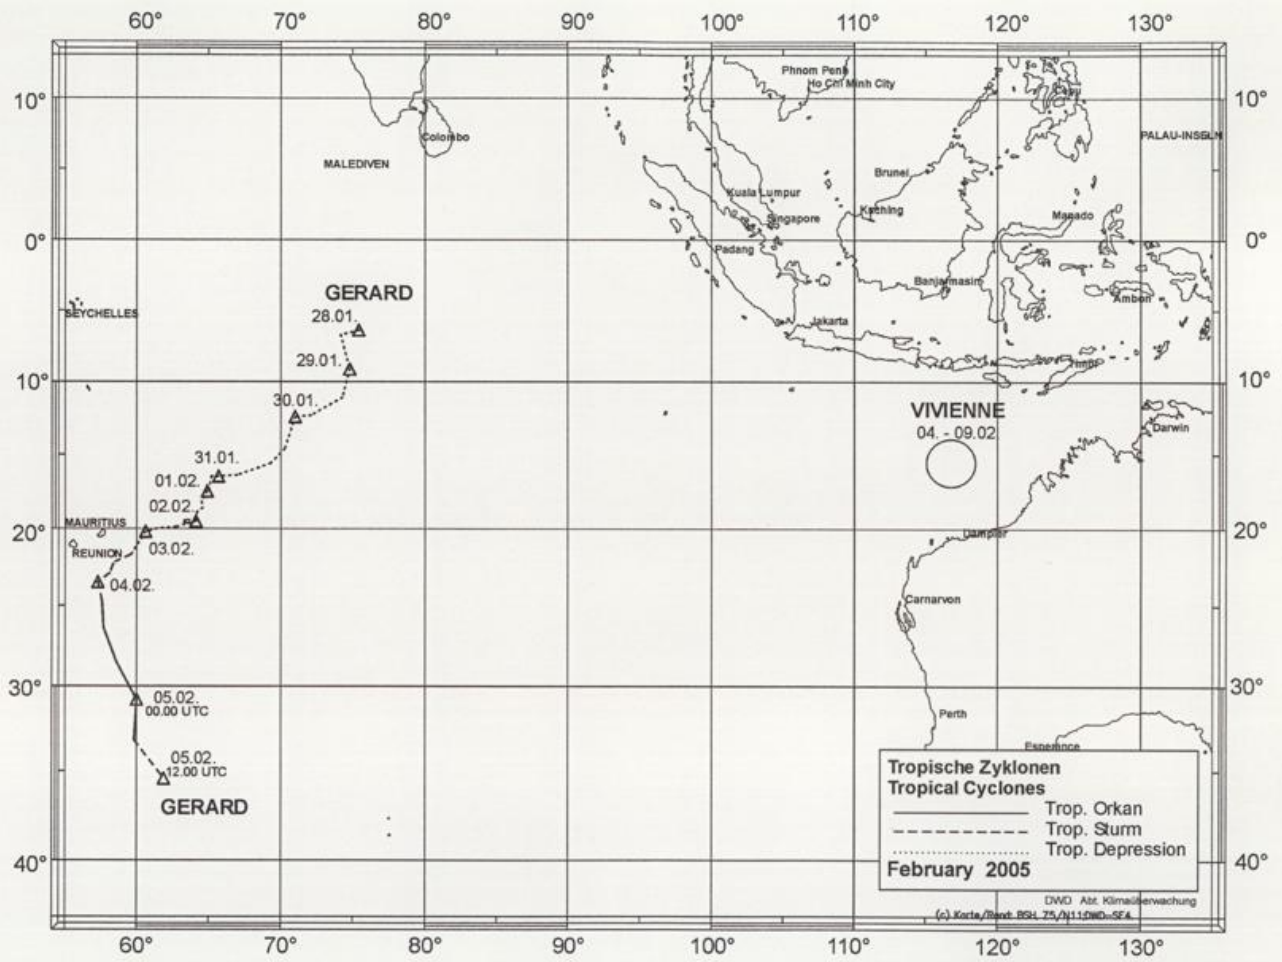 60° 70° 80° 90° 100° 110° 120° 130°
Phnom Penh
Ho Chi Minh City
Cebu
10° 10°
Colombo
PALAU-INSELN
MALEDIVEN
Brunei
Kuala Lumpur
Kuching
Singapore
Manado
0° 0°
Padang
Banjarmasin
GERARD
Ambon
SEYCHELLES
28.01.
Jakarta
29.01.
Timor
10° 10°
30.01.
VIVIENNE
04. - 09.02
Darwin
31.01.
01.02.
02.02.
MAURITIUS
20° 20°
Dampier
03.02.
REUNION
04.02.
Carnarvon
30° 30°
05.02.
00.00 UTC
Perth
Esperance
05.02.
12.00 UTC
GERARD
Tropische Zyklonen
Tropical Cyclones
Trop. Orkan
Trop. Sturm
Trop. Depression
February 2005
40° 40°
DWD Abt. Klimaüberwachung
60° 70° 80° 90° 100° 110° 120° 130°